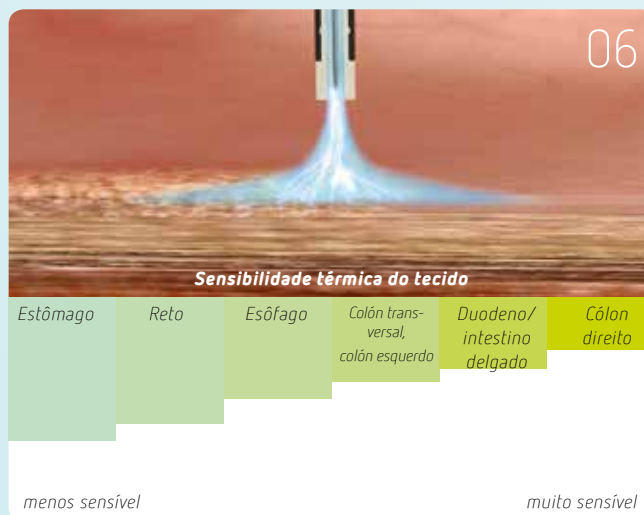 06
Sensibilidade térmica do tecido
Estômago
Reto
Esôfago
Colón trans-
versal,
colón esquerdo
Duodeno/
intestino
delgado
Cólon
direito
menos sensível
muito sensível